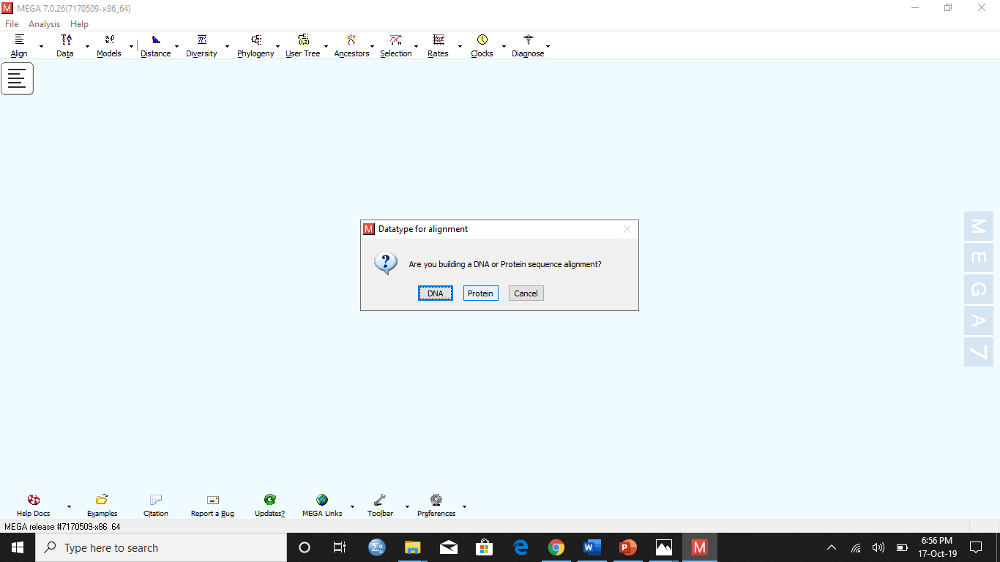 M MEGA 7.0.26(7170509-x86_64)
File Analysis Help
TA α·β π: (1,2) A C T S N
Align Data Models Distance Diversity Phylogeny User Tree Ancestors Selection Rates Clocks Diagnose
M Datatype for alignment
? Are you building a DNA or Protein sequence alignment?
DNA Protein Cancel
M
E
G
A
7
Help Docs Examples Citation Report a Bug Updates? MEGA Links Toolbar Preferences
MEGA release #7170509-x86_64
Type here to search
6:56 PM
17-Oct-19